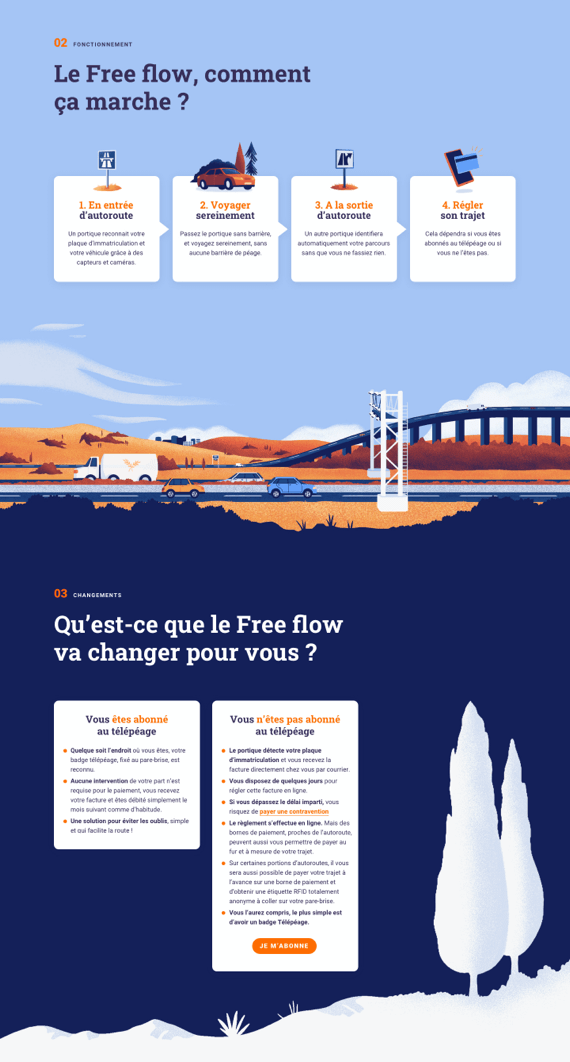 02 FONCTIONNEMENT
Le Free flow, comment
ça marche ?
1. En entrée
d'autoroute
Un portique reconnait votre
plaque d'immatriculation et
votre véhicule grâce à des
capteurs et caméras.
2. Voyager
sereinement
Passez le portique sans barrière,
et voyagez sereinement, sans
aucune barrière de péage.
3. A la sortie
d'autoroute
Un autre portique identifiera
automatiquement votre parcours
sans que vous ne fassiez rien.
4. Régler
son trajet
Cela dépendra si vous êtes
abonnés au télépéage ou si
vous ne l'êtes pas.
03 CHANGEMENTS
Qu'est-ce que le Free flow
va changer pour vous ?
Vous êtes abonné
au télépéage
Quelque soit l'endroit où vous êtes, votre
badge télépéage, fixé au pare-brise, est
reconnu.
Aucune intervention de votre part n'est
requise pour le paiement, vous recevez
votre facture et êtes débité simplement le
mois suivant comme d'habitude.
Une solution pour éviter les oublis, simple
et qui facilite la route !
Vous n'êtes pas abonné
au télépéage
Le portique détecte votre plaque
d'immatriculation et vous recevez la
facture directement chez vous par courrier.
Vous disposez de quelques jours pour
régler cette facture en ligne.
Si vous dépassez le délai imparti, vous
risquez de payer une contravention
Le règlement s'effectue en ligne. Mais des
bornes de paiement, proches de l'autoroute,
peuvent aussi vous permettre de payer au
fur et à mesure de votre trajet.
Sur certaines portions d'autoroutes, il vous
sera aussi possible de payer votre trajet à
l'avance sur une borne de paiement et
d'obtenir une étiquette RFID totalement
anonyme à coller sur votre pare-brise.
Vous l'aurez compris, le plus simple est
d'avoir un badge Télépéage.
JE M'ABONNE